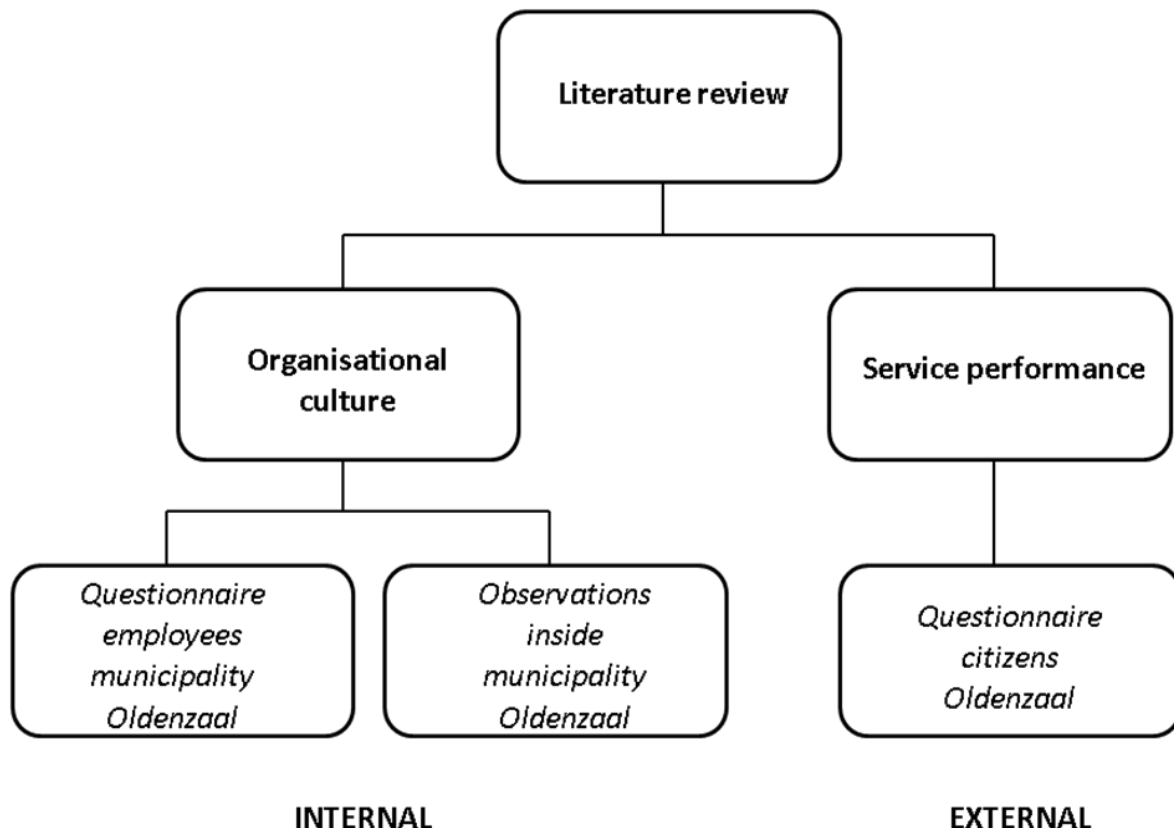 Literature review
Organisational
culture
Service performance
Questionnaire
employees
municipality
Oldenzaal
Observations
inside
municipality
Oldenzaal
Questionnaire
citizens
Oldenzaal
INTERNAL
EXTERNAL